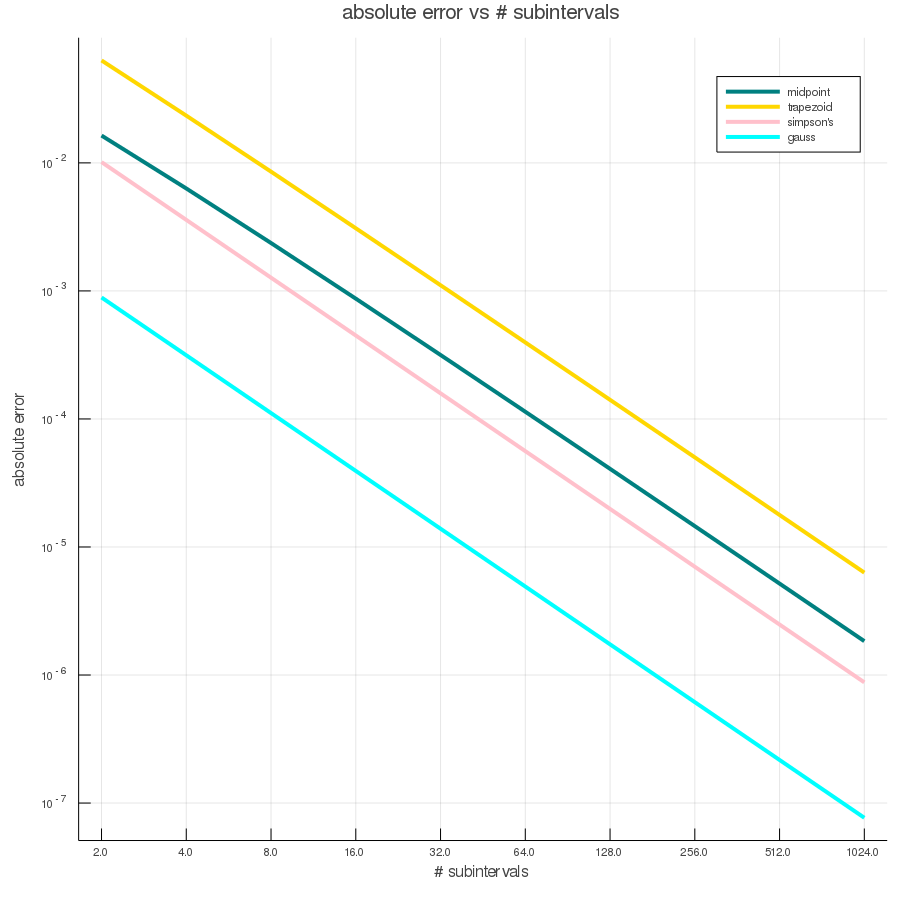 absolute error vs # subintervals
midpoint
trapezoid
simpson's
gauss
10^-2
10^-3
10^-4
10^-5
10^-6
10^-7
absolute error
2.0 4.0 8.0 16.0 32.0 64.0 128.0 256.0 512.0 1024.0
# subintervals